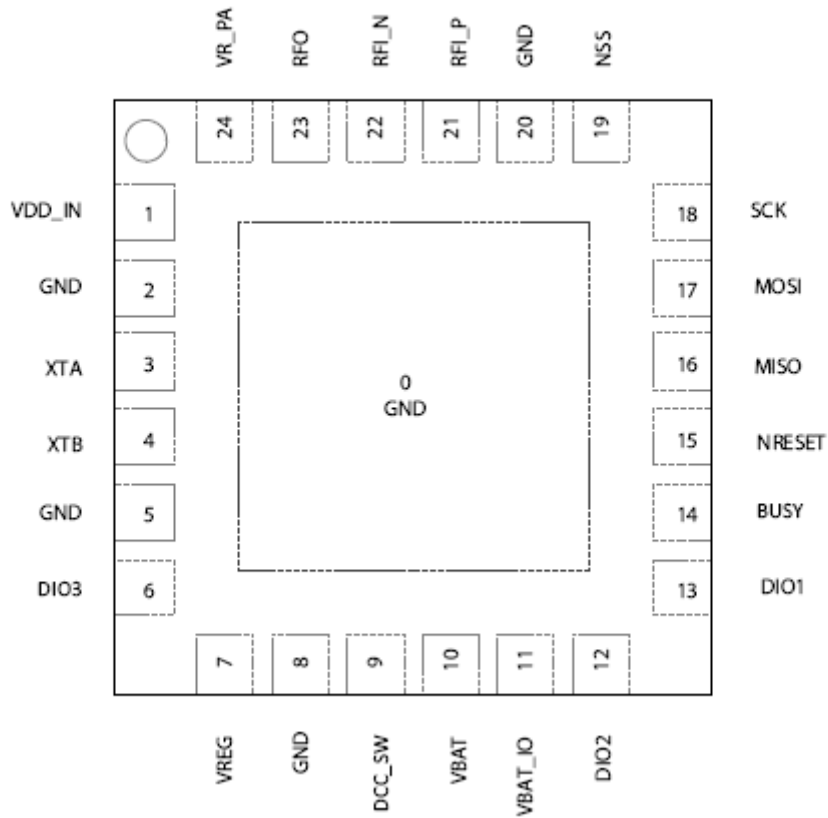 VR_PA RFO RFI_N RFI_P GND NSS
24 23 22 21 20 19
VDD_IN 1 18 SCK
GND 2 17 MOSI
XTA 3 16 MISO
0
GND
XTB 4 15 NRESET
GND 5 14 BUSY
DIO3 6 13 DIO1
7 8 9 10 11 12
VREG GND DCC_SW VBAT VBAT_IO DIO2